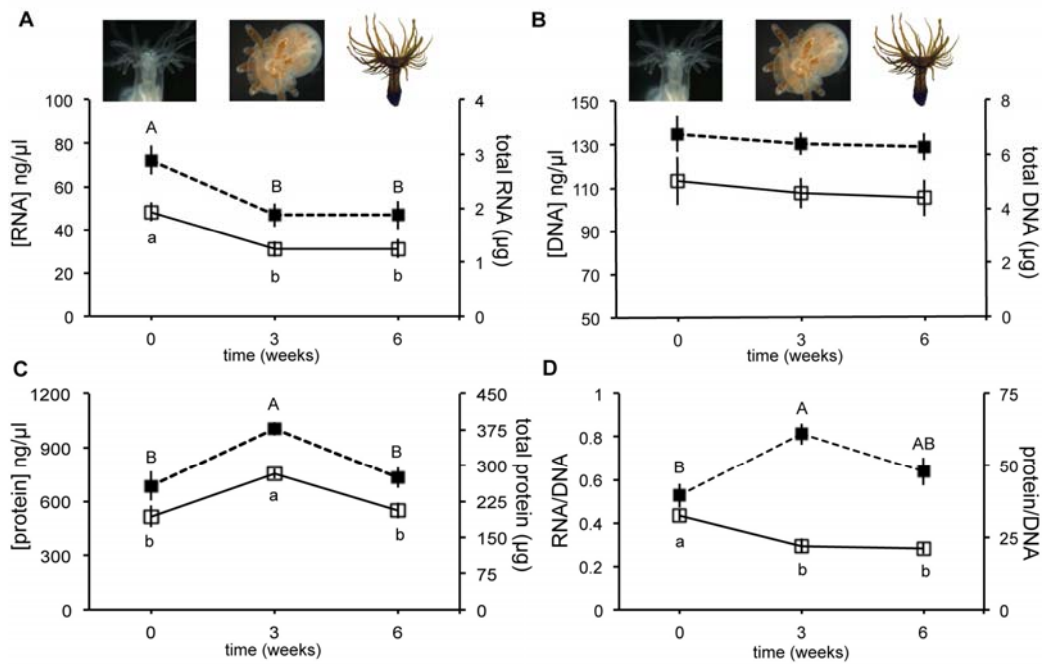 A
B
100
80
60
40
20
0
[RNA] ng/µl
4
3
2
1
0
total RNA (µg)
A
B
B
a
b
b
0 3 6
time (weeks)
150
130
110
90
70
50
[DNA] ng/µl
8
6
4
2
0
total DNA (µg)
0 3 6
time (weeks)
C
D
1200
900
600
300
0
[protein] ng/µl
450
375
300
225
150
75
0
total protein (µg)
B
A
B
b
a
b
0 3 6
time (weeks)
1
0.8
0.6
0.4
0.2
0
RNA/DNA
75
50
25
0
protein/DNA
B
A
AB
a
b
b
0 3 6
time (weeks)